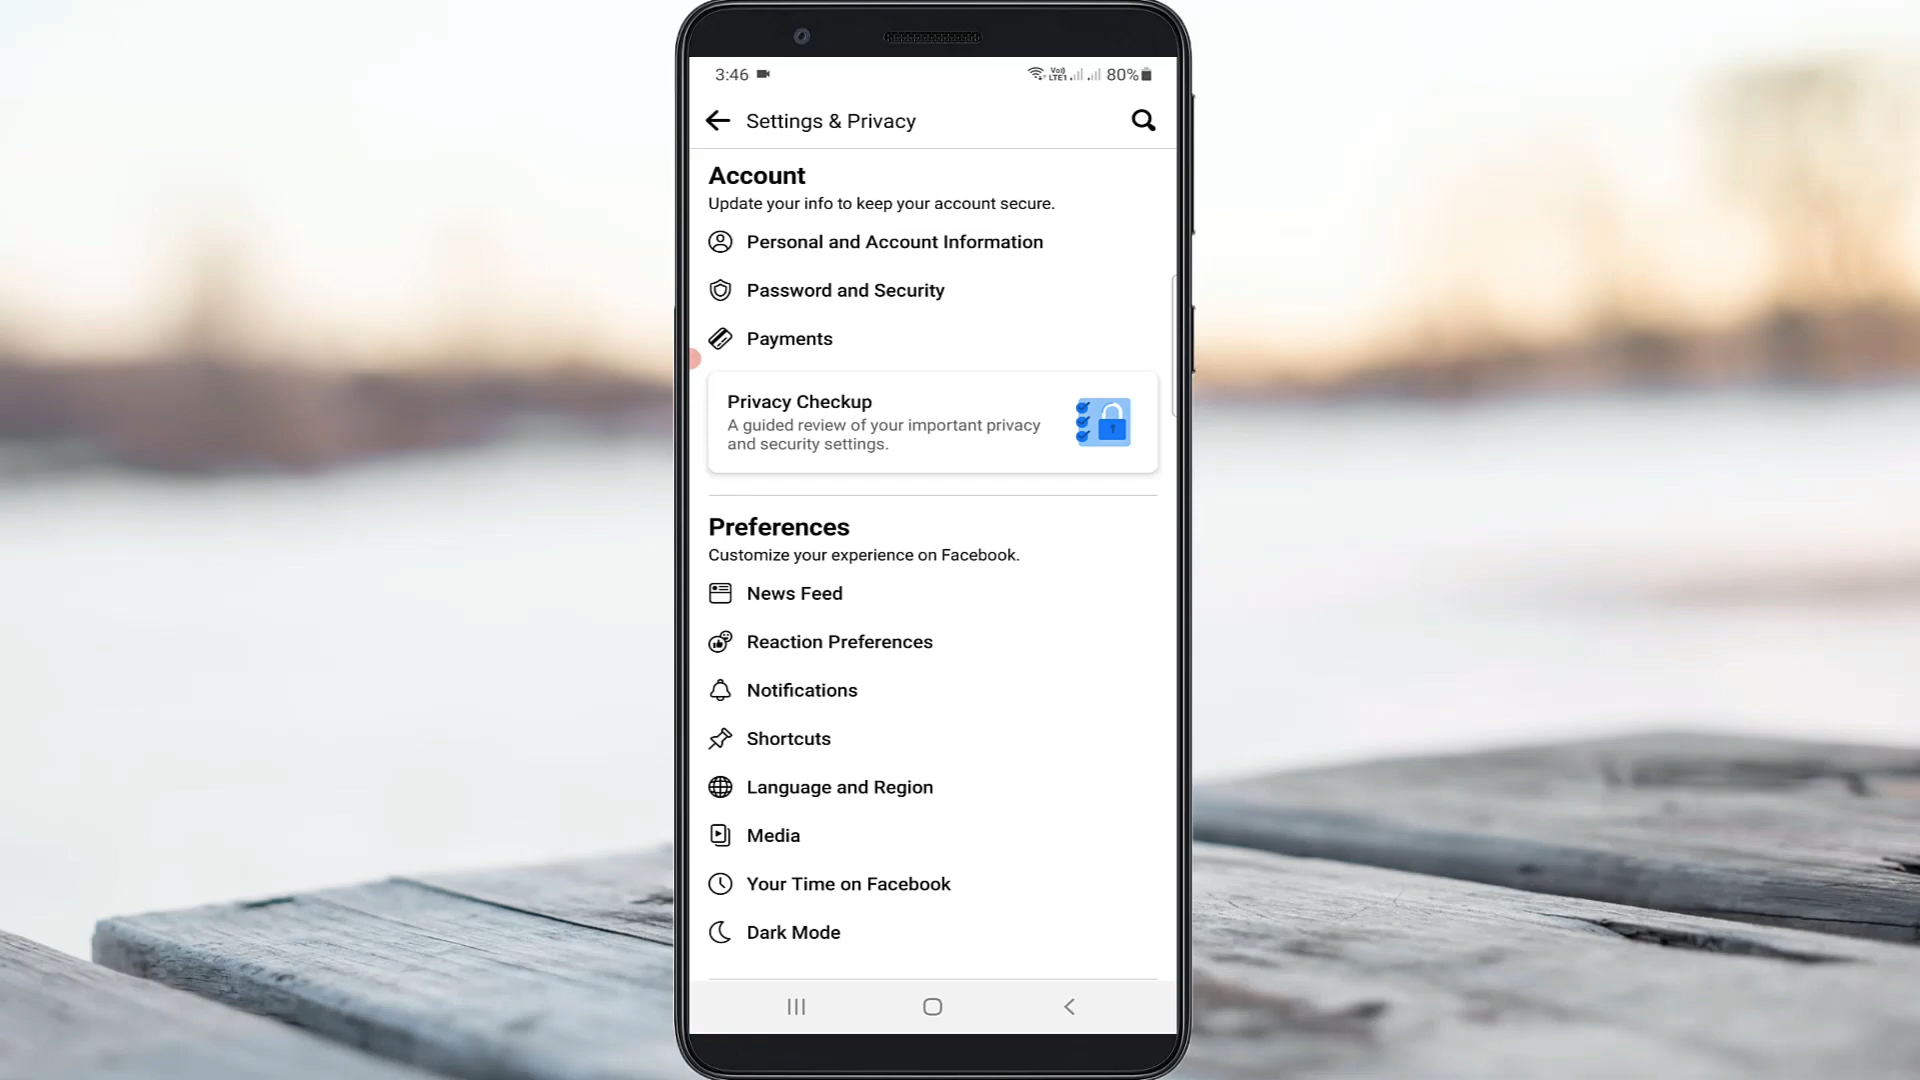 3:46
Vo)) LTE1 80%
Settings & Privacy
Account
Update your info to keep your account secure.
Personal and Account Information
Password and Security
Payments
Privacy Checkup
A guided review of your important privacy
and security settings.
Preferences
Customize your experience on Facebook.
News Feed
Reaction Preferences
Notifications
Shortcuts
Language and Region
Media
Your Time on Facebook
Dark Mode